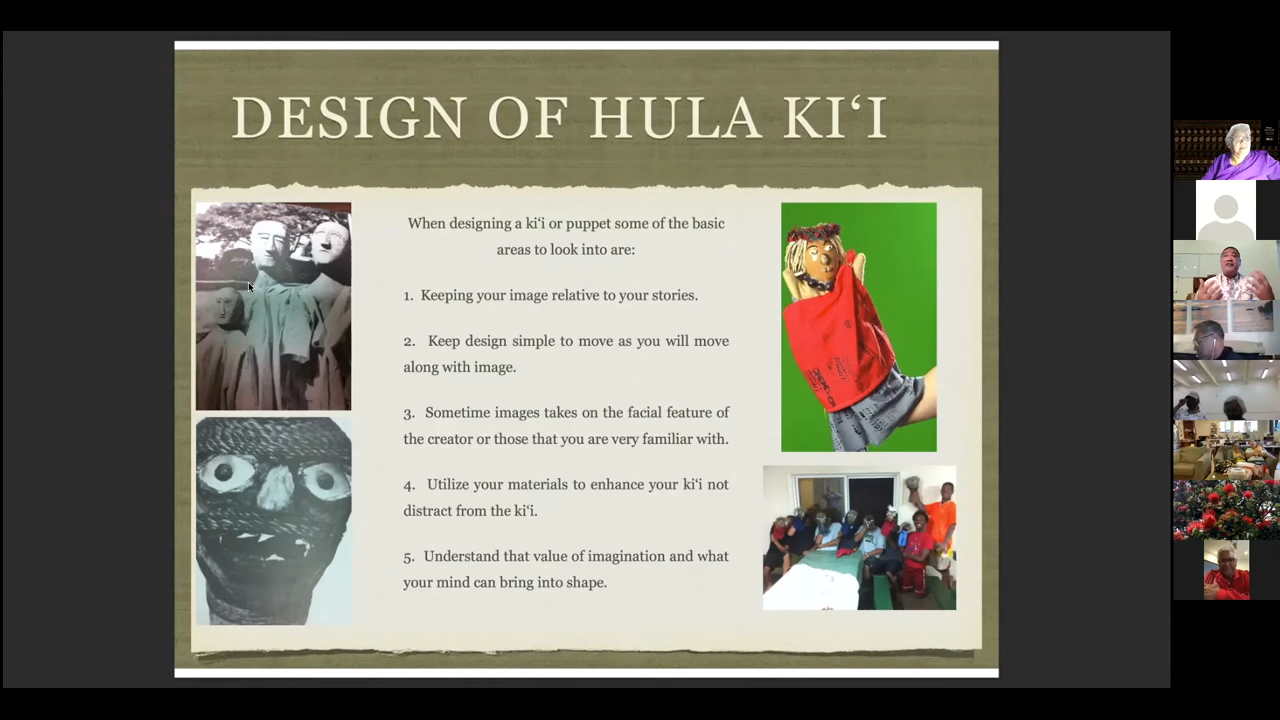 DESIGN OF HULA KIʻI
When designing a kiʻi or puppet some of the basic
areas to look into are:
1. Keeping your image relative to your stories.
2. Keep design simple to move as you will move
along with image.
3. Sometime images takes on the facial feature of
the creator or those that you are very familiar with.
4. Utilize your materials to enhance your kiʻi not
distract from the kiʻi.
5. Understand that value of imagination and what
your mind can bring into shape.